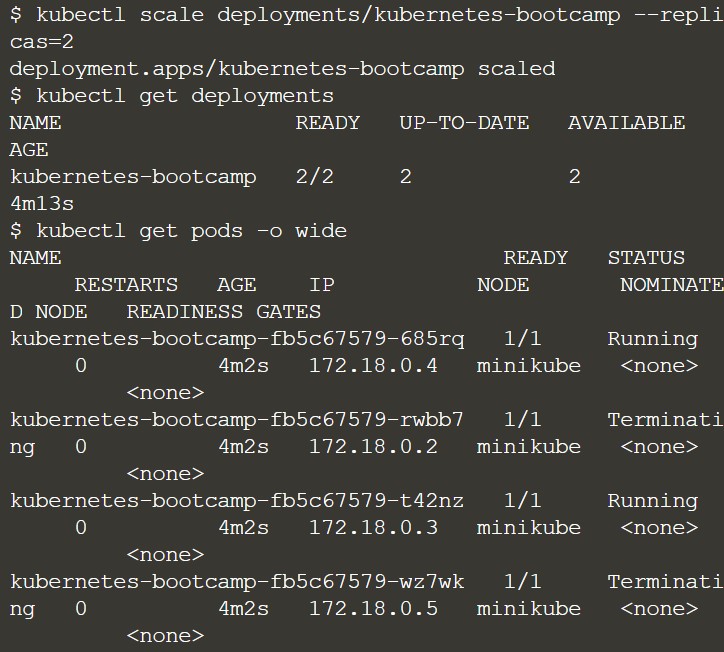 $ kubectl scale deployments/kubernetes-bootcamp --repli
cas=2
deployment.apps/kubernetes-bootcamp scaled
$ kubectl get deployments
NAME                  READY   UP-TO-DATE   AVAILABLE
AGE
kubernetes-bootcamp   2/2     2            2
4m13s
$ kubectl get pods -o wide
NAME                                  READY   STATUS
     RESTARTS   AGE    IP           NODE       NOMINATE
D NODE   READINESS GATES
kubernetes-bootcamp-fb5c67579-685rq   1/1     Running
     0          4m2s   172.18.0.4   minikube   <none>
         <none>
kubernetes-bootcamp-fb5c67579-rwbb7   1/1     Terminati
ng   0          4m2s   172.18.0.2   minikube   <none>
         <none>
kubernetes-bootcamp-fb5c67579-t42nz   1/1     Running
     0          4m2s   172.18.0.3   minikube   <none>
         <none>
kubernetes-bootcamp-fb5c67579-wz7wk   1/1     Terminati
ng   0          4m2s   172.18.0.5   minikube   <none>
         <none>